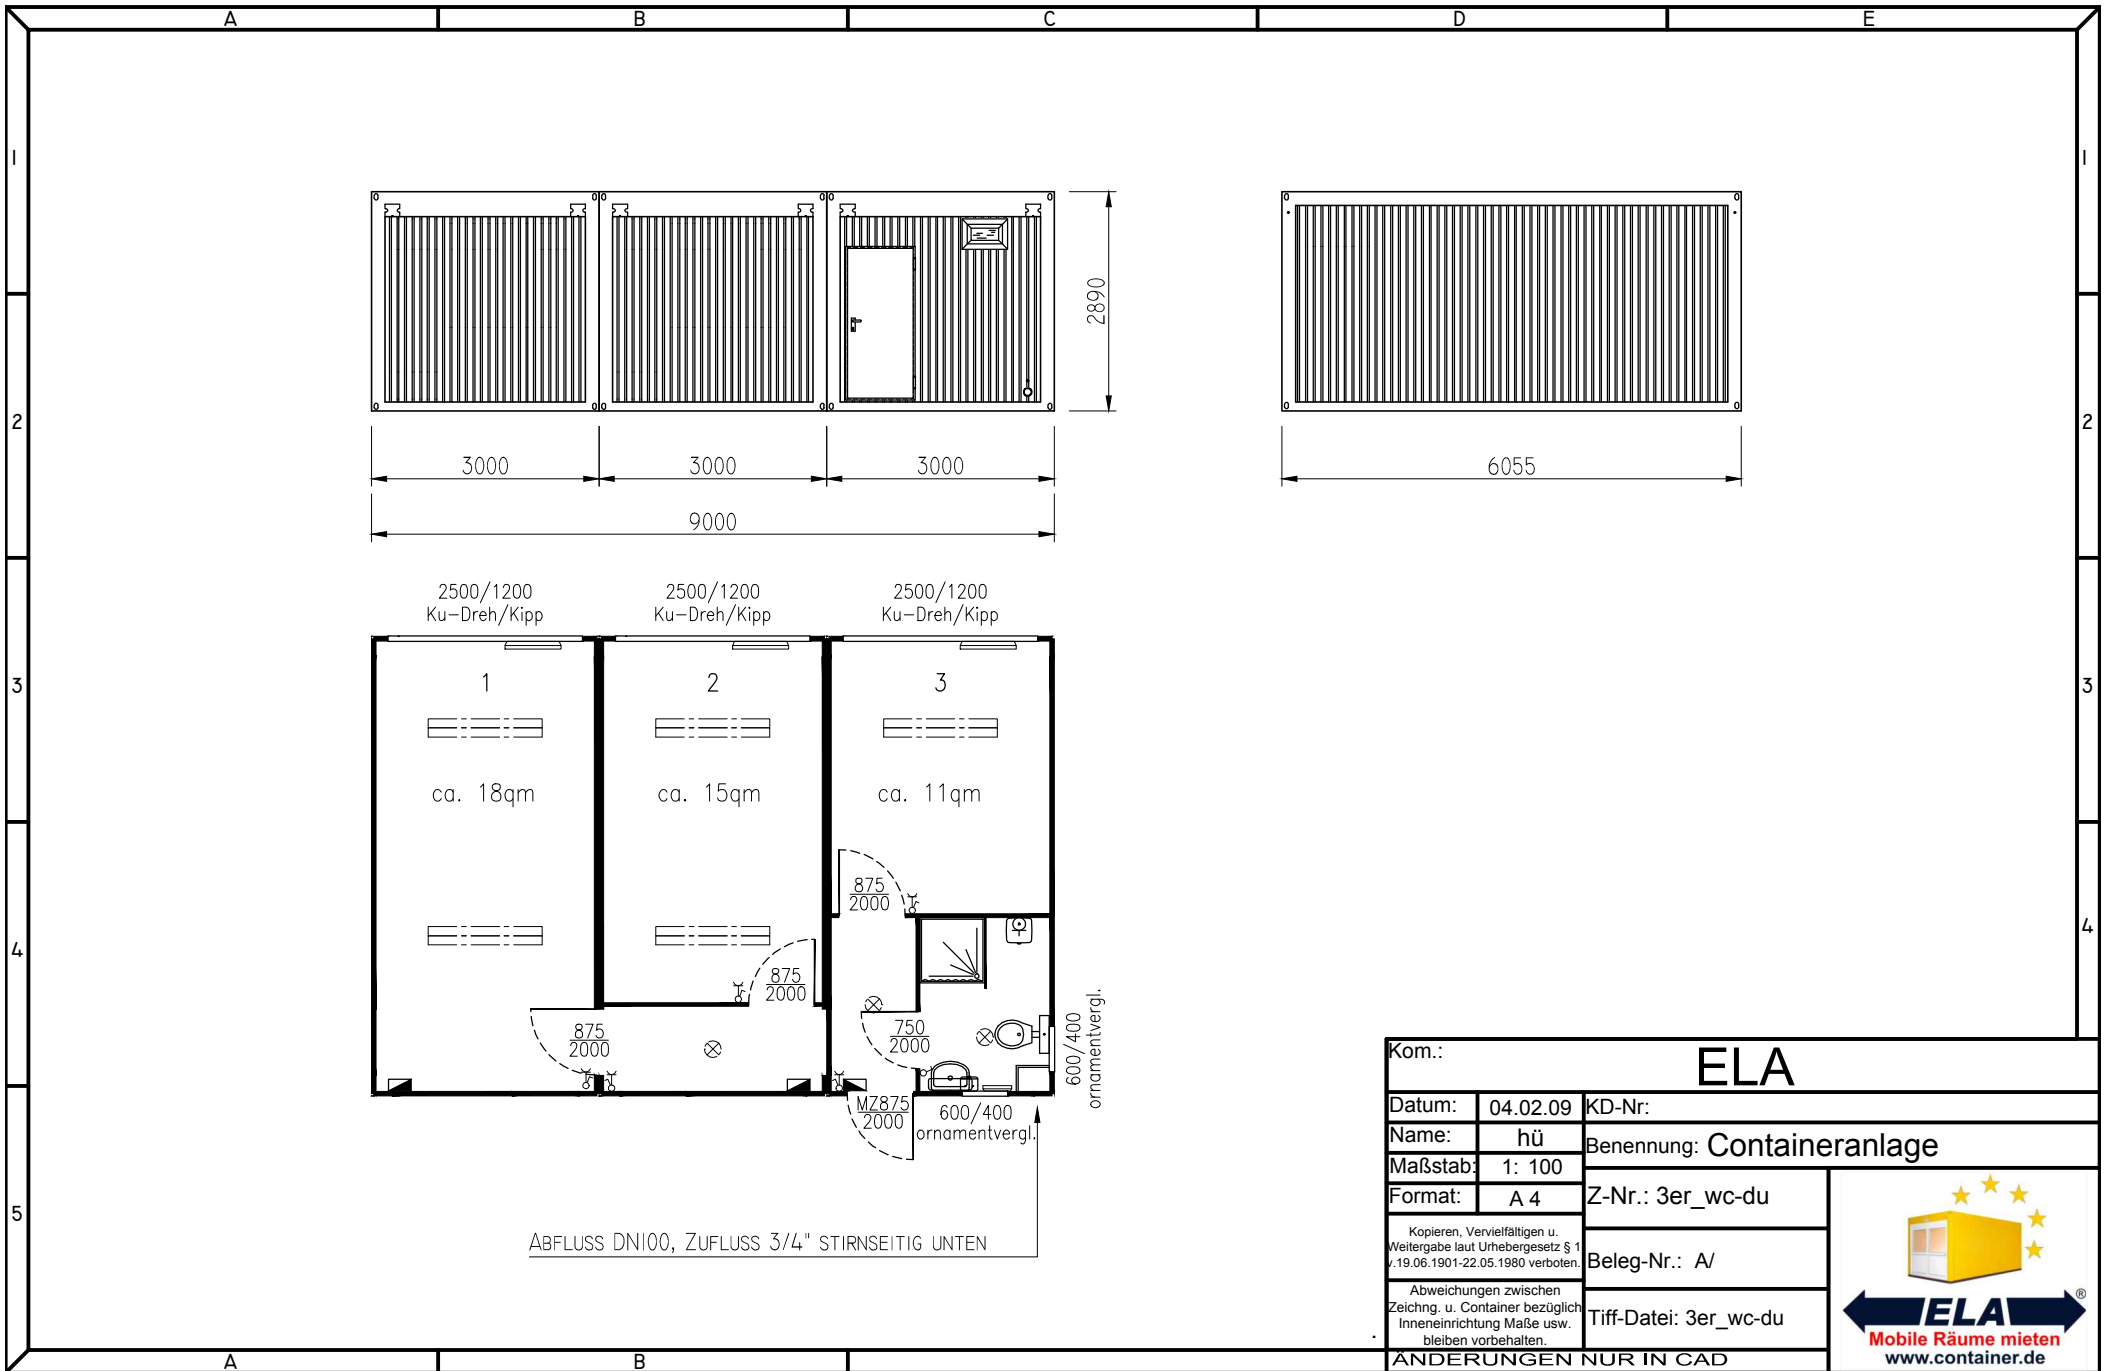 A B C D E
1 1
2890
2 2
3000 3000 3000 6055
9000
2500/1200 2500/1200 2500/1200
Ku-Dreh/Kipp Ku-Dreh/Kipp Ku-Dreh/Kipp
3 3
1 2 3
ca. 18qm ca. 15qm ca. 11qm
875
2000
4 4
875
2000
875
2000
750
2000
600/400
ornamentvergl.
MZ875
2000
600/400
ornamentvergl.
5
ABFLUSS DN100, ZUFLUSS 3/4" STIRNSEITIG UNTEN
Kom.: ELA
Datum: 04.02.09 KD-Nr:
Name: hü
Benennung: Containeranlage
Maßstab: 1: 100
Format: A 4
Z-Nr.: 3er_wc-du
Kopieren, Vervielfältigen u.
Weitergabe laut Urhebergesetz § 1
v.19.06.1901-22.05.1980 verboten.
Beleg-Nr.: A/
Abweichungen zwischen
Zeichng. u. Container bezüglich
Inneneinrichtung Maße usw.
bleiben vorbehalten.
Tiff-Datei: 3er_wc-du
ÄNDERUNGEN NUR IN CAD
ELA®
Mobile Räume mieten
www.container.de
A B